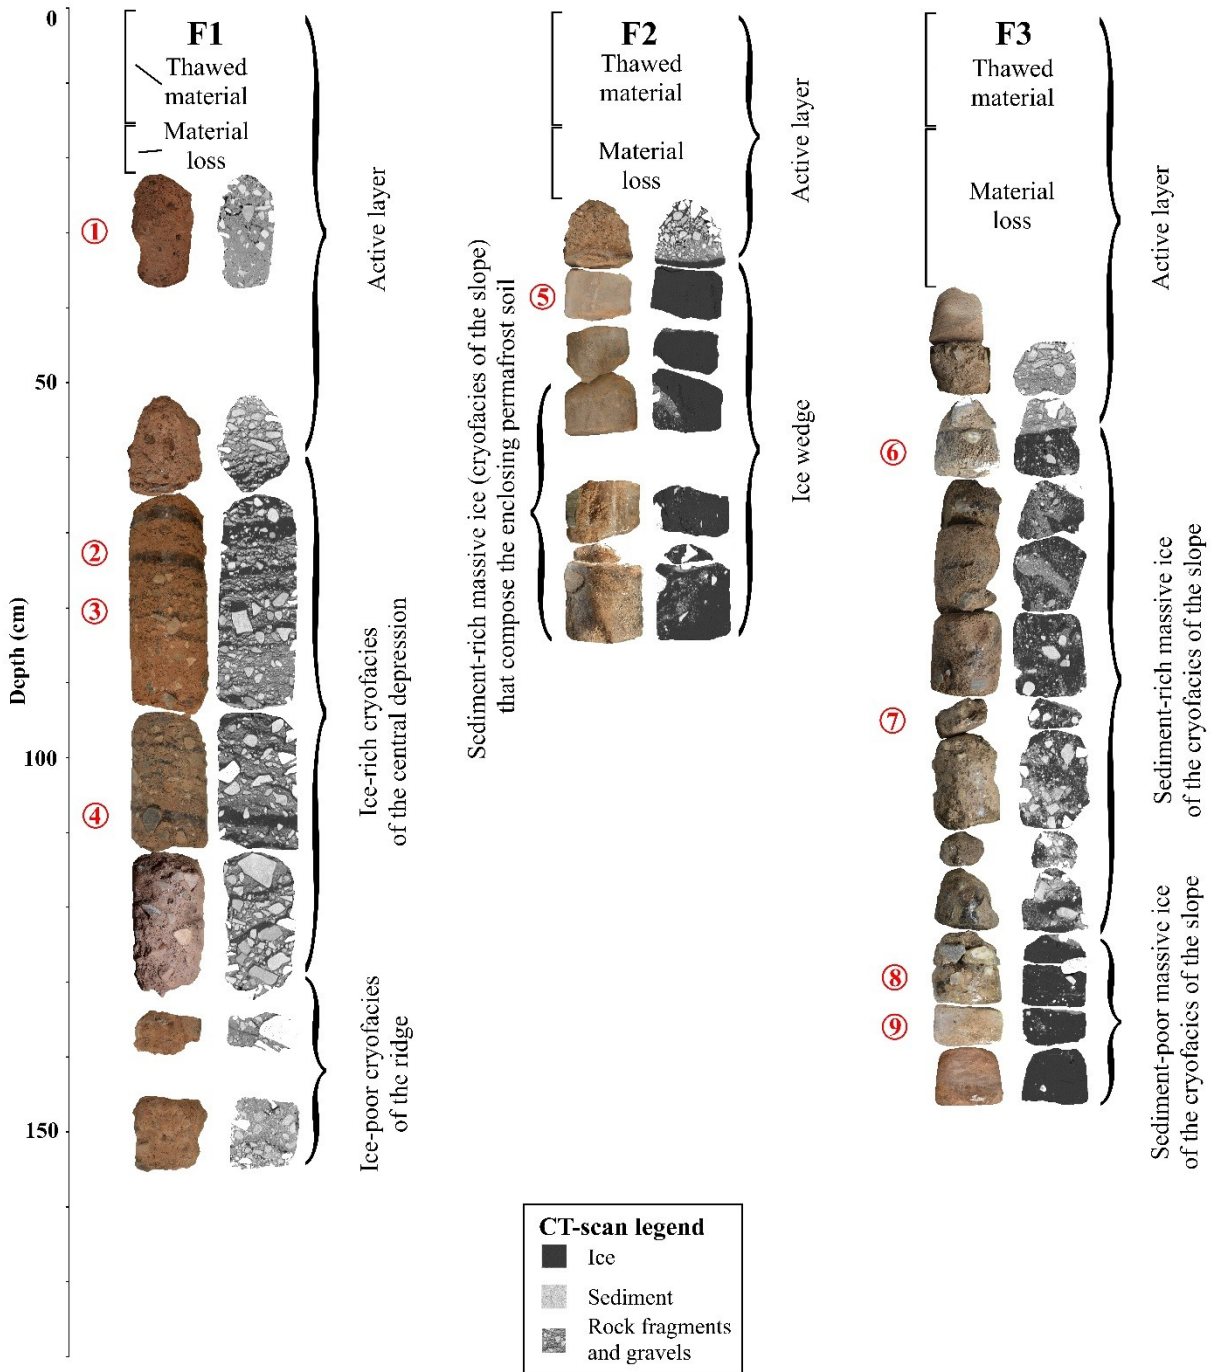 0
50
100
150
Depth (cm)
F1
Thawed
material
Material
loss
Active layer
Ice-rich cryofacies
of the central depression
Ice-poor cryofacies
of the ridge
①
②
③
④
F2
Thawed
material
Material
loss
Active layer
Ice wedge
Sediment-rich massive ice (cryofacies of the slope)
that compose the enclosing permafrost soil
⑤
F3
Thawed
material
Material
loss
Active layer
Sediment-rich massive ice
of the cryofacies of the slope
Sediment-poor massive ice
of the cryofacies of the slope
⑥
⑦
⑧
⑨
CT-scan legend
Ice
Sediment
Rock fragments
and gravels